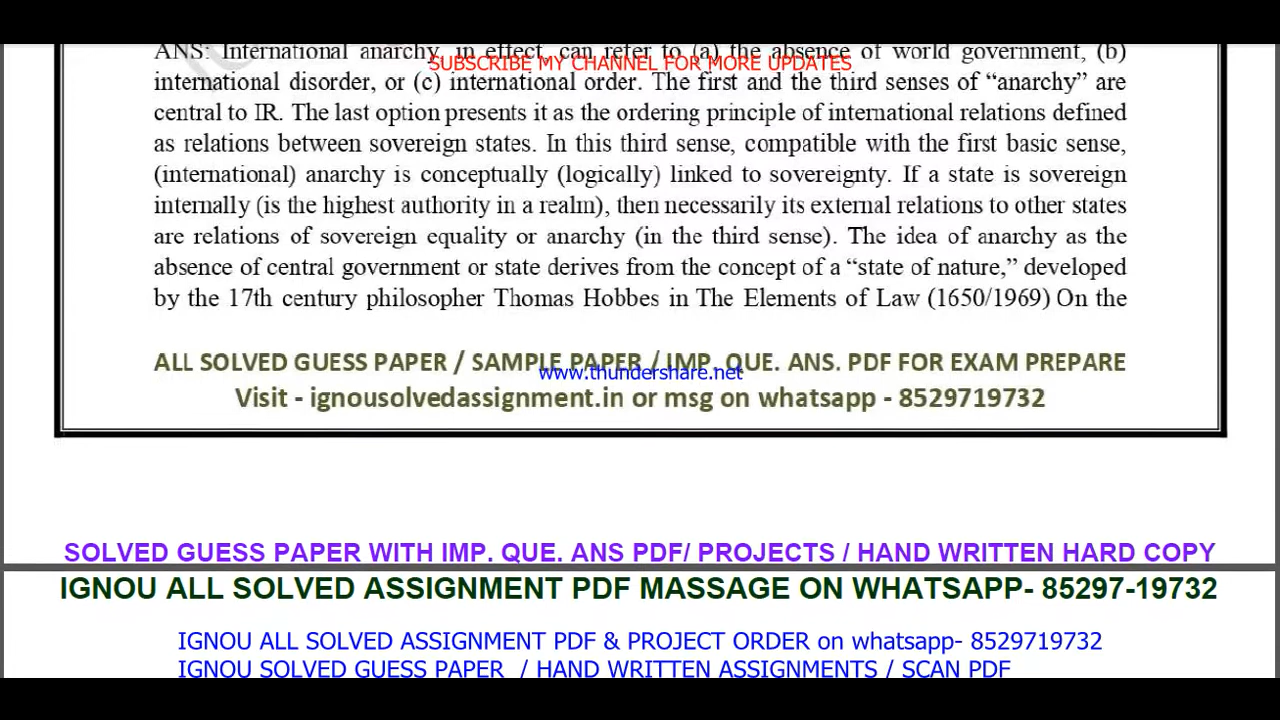 ANS: International anarchy, in effect, can refer to (a) the absence of world government, (b)
SUBSCRIBE MY CHANNEL FOR MORE UPDATES
international disorder, or (c) international order. The first and the third senses of “anarchy” are
central to IR. The last option presents it as the ordering principle of international relations defined
as relations between sovereign states. In this third sense, compatible with the first basic sense,
(international) anarchy is conceptually (logically) linked to sovereignty. If a state is sovereign
internally (is the highest authority in a realm), then necessarily its external relations to other states
are relations of sovereign equality or anarchy (in the third sense). The idea of anarchy as the
absence of central government or state derives from the concept of a “state of nature,” developed
by the 17th century philosopher Thomas Hobbes in The Elements of Law (1650/1969) On the
ALL SOLVED GUESS PAPER / SAMPLE PAPER / IMP. QUE. ANS. PDF FOR EXAM PREPARE
www.thundershare.net
Visit - ignousolvedassignment.in or msg on whatsapp - 8529719732
SOLVED GUESS PAPER WITH IMP. QUE. ANS PDF/ PROJECTS / HAND WRITTEN HARD COPY
IGNOU ALL SOLVED ASSIGNMENT PDF MASSAGE ON WHATSAPP- 85297-19732
IGNOU ALL SOLVED ASSIGNMENT PDF & PROJECT ORDER on whatsapp- 8529719732
IGNOU SOLVED GUESS PAPER / HAND WRITTEN ASSIGNMENTS / SCAN PDF